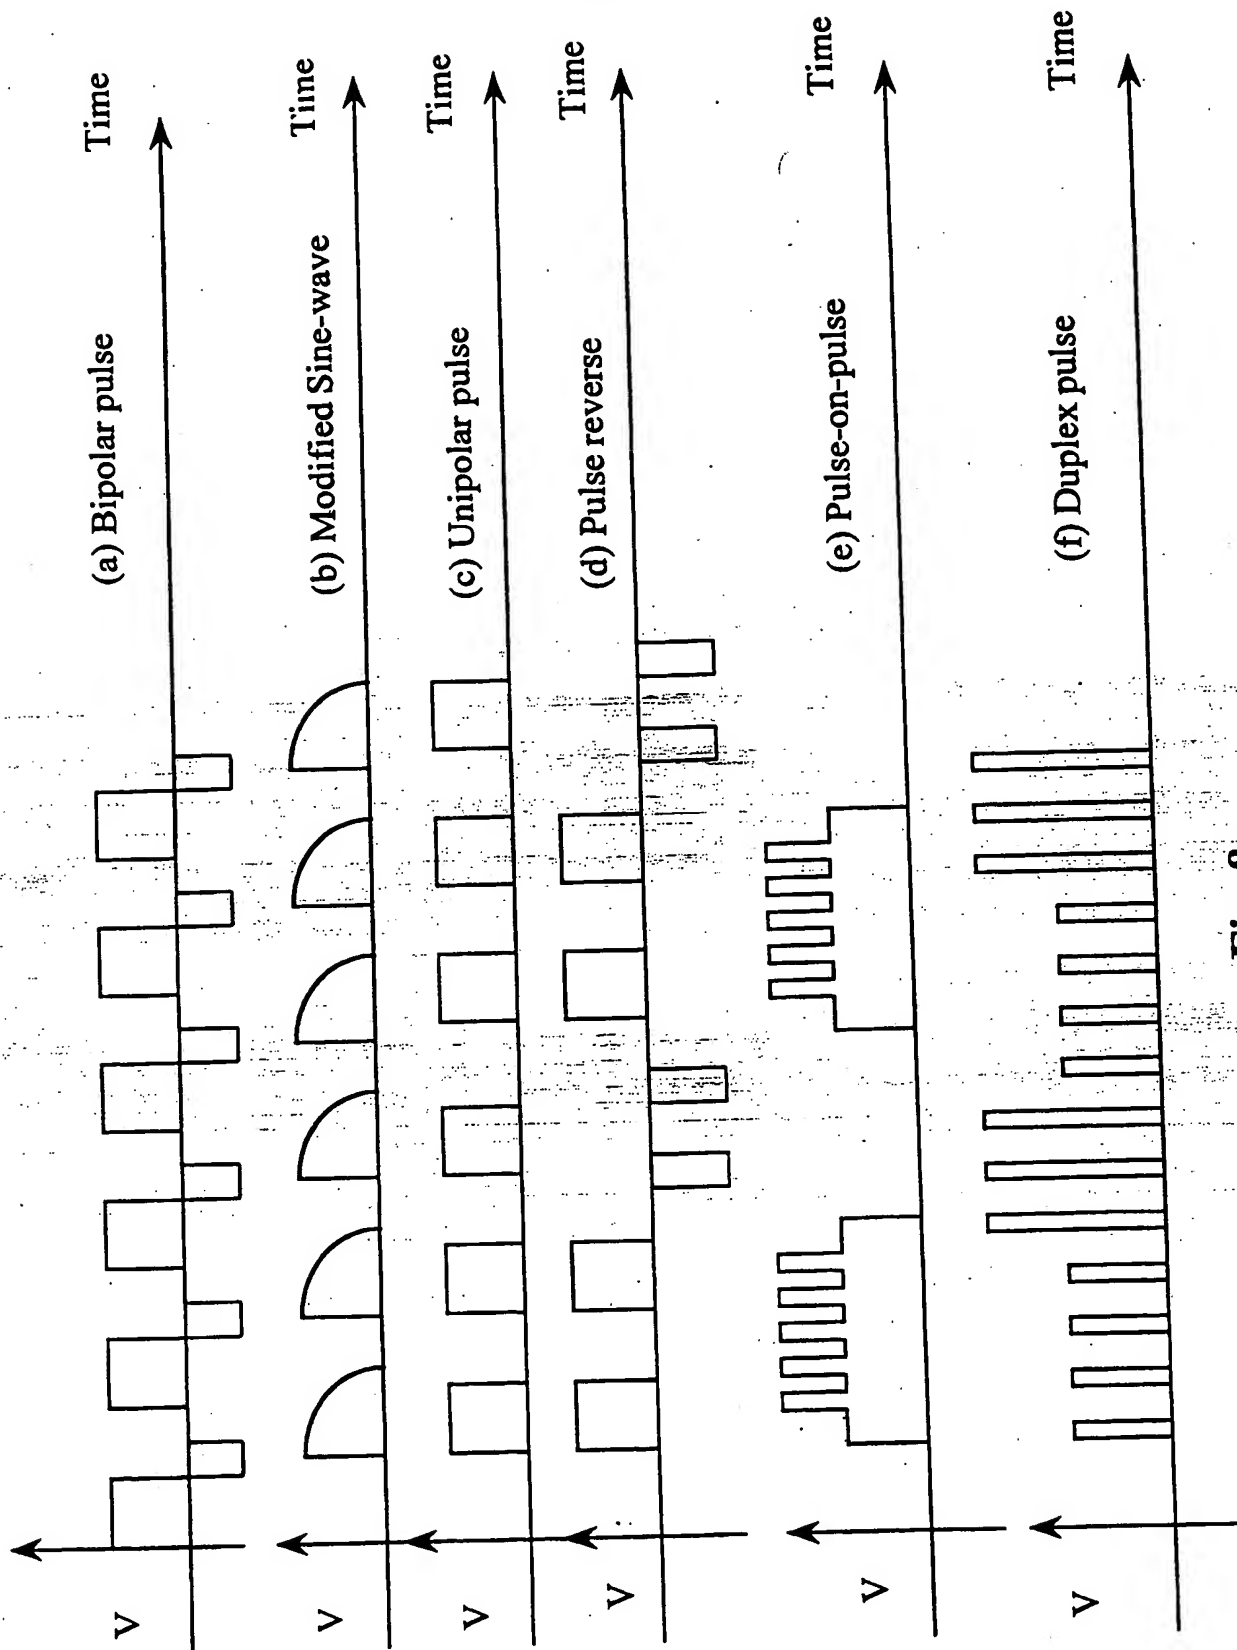 V
(a) Bipolar pulse
Time
V
(b) Modified Sine-wave
Time
V
(c) Unipolar pulse
Time
V
(d) Pulse reverse
Time
V
(e) Pulse-on-pulse
Time
V
(f) Duplex pulse
Time